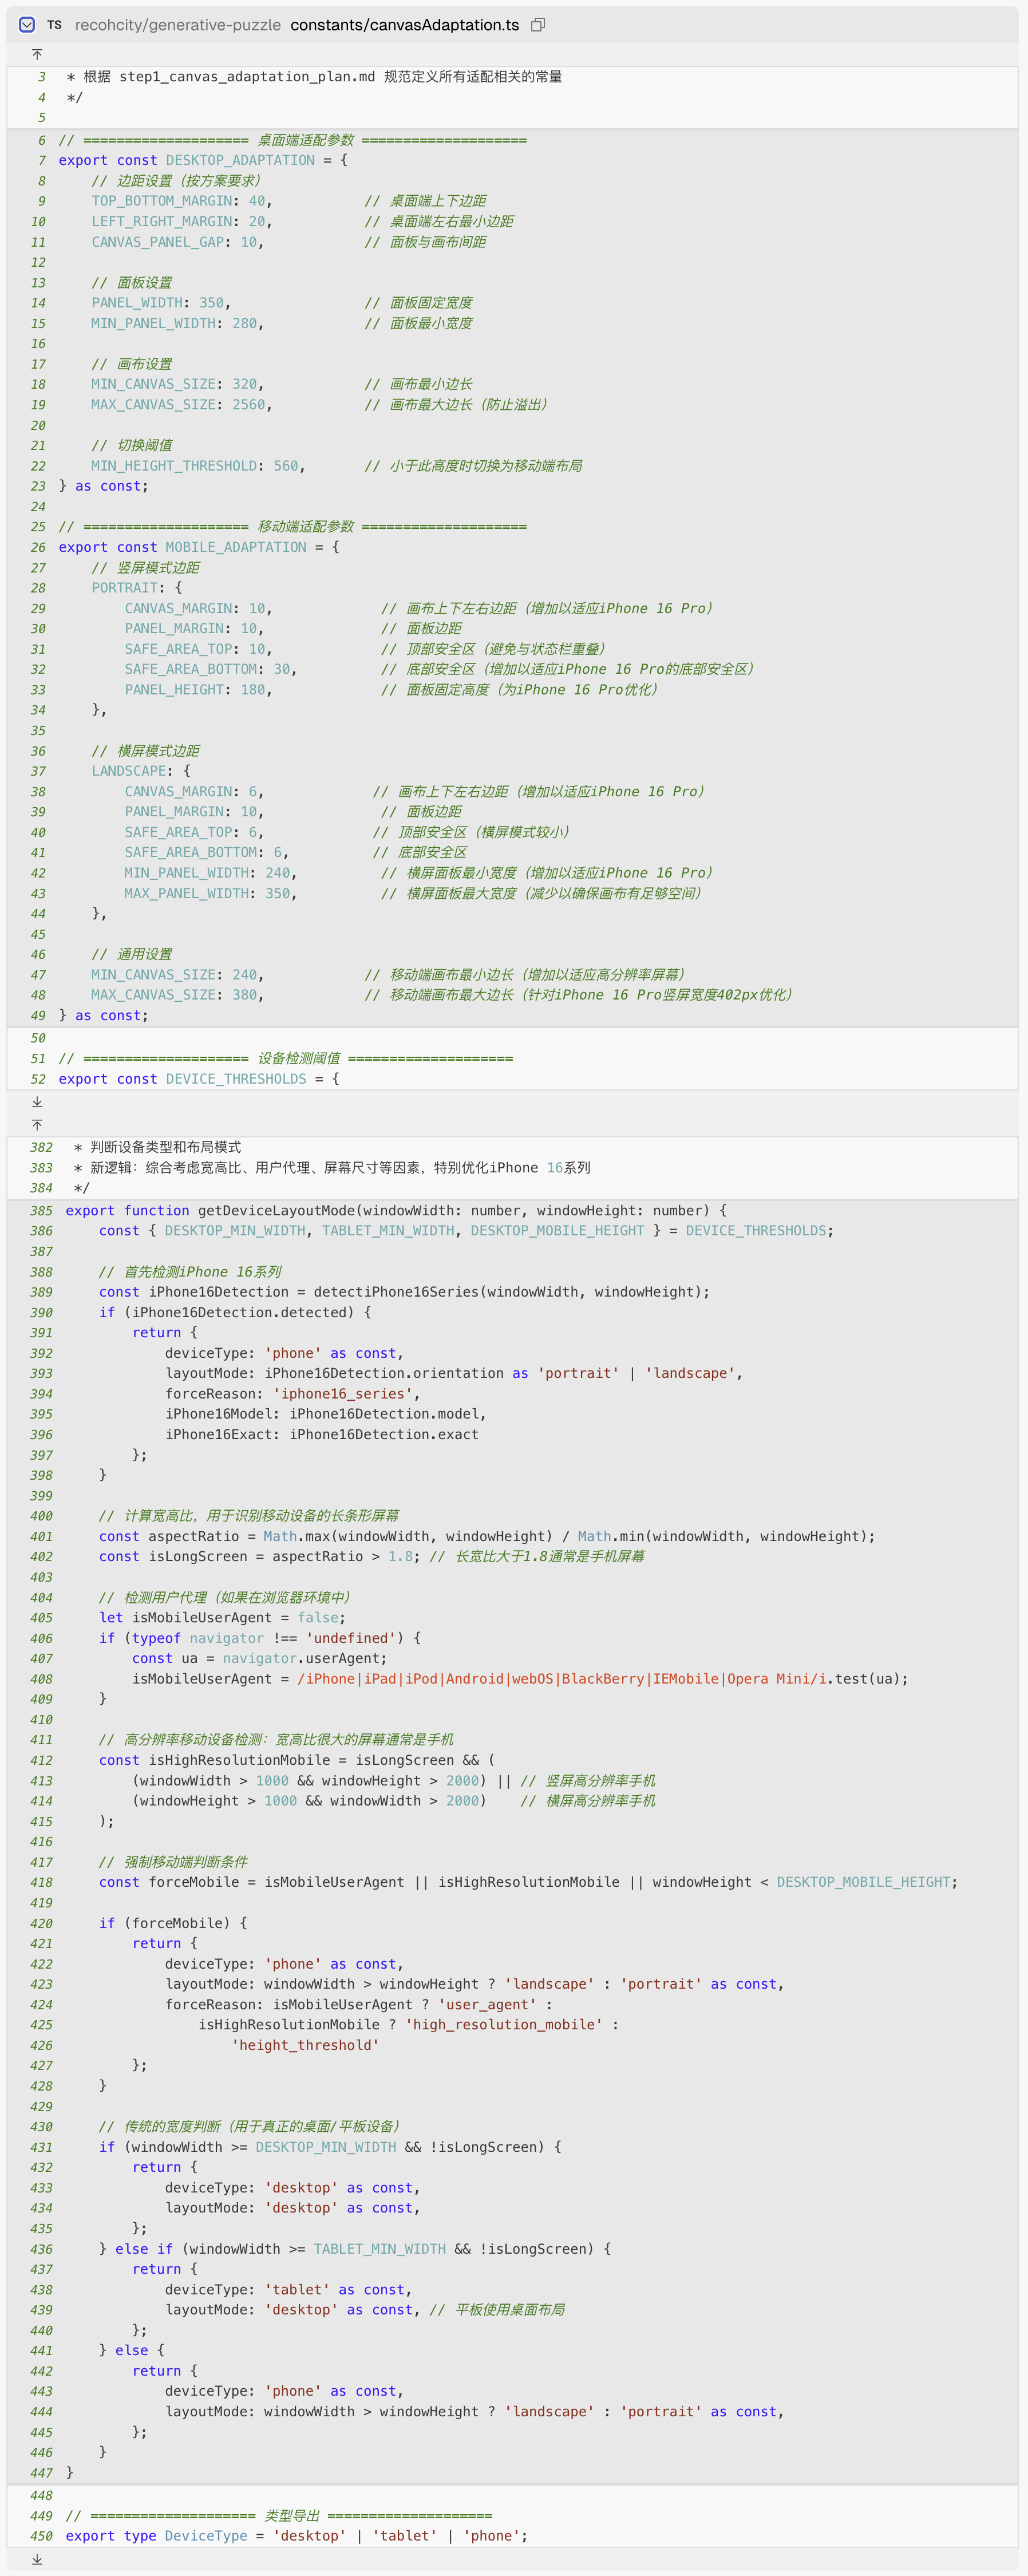 TS recohcity/generative-puzzle constants/canvasAdaptation.ts
3 * 根据 step1_canvas_adaptation_plan.md 规范定义所有适配相关的常量
4 */
5
6 // ==================== 桌面端适配参数 ====================
7 export const DESKTOP_ADAPTATION = {
8     // 边距设置（按方案要求）
9     TOP_BOTTOM_MARGIN: 40,           // 桌面端上下边距
10     LEFT_RIGHT_MARGIN: 20,           // 桌面端左右最小边距
11     CANVAS_PANEL_GAP: 10,            // 面板与画布间距
12
13     // 面板设置
14     PANEL_WIDTH: 350,                // 面板固定宽度
15     MIN_PANEL_WIDTH: 280,            // 面板最小宽度
16
17     // 画布设置
18     MIN_CANVAS_SIZE: 320,            // 画布最小边长
19     MAX_CANVAS_SIZE: 2560,           // 画布最大边长（防止溢出）
20
21     // 切换阈值
22     MIN_HEIGHT_THRESHOLD: 560,       // 小于此高度时切换为移动端布局
23 } as const;
24
25 // ==================== 移动端适配参数 ====================
26 export const MOBILE_ADAPTATION = {
27     // 竖屏模式边距
28     PORTRAIT: {
29         CANVAS_MARGIN: 10,             // 画布上下左右边距（增加以适应iPhone 16 Pro）
30         PANEL_MARGIN: 10,              // 面板边距
31         SAFE_AREA_TOP: 10,             // 顶部安全区（避免与状态栏重叠）
32         SAFE_AREA_BOTTOM: 30,          // 底部安全区（增加以适应iPhone 16 Pro的底部安全区）
33         PANEL_HEIGHT: 180,             // 面板固定高度（为iPhone 16 Pro优化）
34     },
35
36     // 横屏模式边距
37     LANDSCAPE: {
38         CANVAS_MARGIN: 6,             // 画布上下左右边距（增加以适应iPhone 16 Pro）
39         PANEL_MARGIN: 10,              // 面板边距
40         SAFE_AREA_TOP: 6,             // 顶部安全区（横屏模式较小）
41         SAFE_AREA_BOTTOM: 6,          // 底部安全区
42         MIN_PANEL_WIDTH: 240,          // 横屏面板最小宽度（增加以适应iPhone 16 Pro）
43         MAX_PANEL_WIDTH: 350,          // 横屏面板最大宽度（减少以确保画布有足够空间）
44     },
45
46     // 通用设置
47     MIN_CANVAS_SIZE: 240,            // 移动端画布最小边长（增加以适应高分辨率屏幕）
48     MAX_CANVAS_SIZE: 380,            // 移动端画布最大边长（针对iPhone 16 Pro竖屏宽度402px优化）
49 } as const;
50
51 // ==================== 设备检测阈值 ====================
52 export const DEVICE_THRESHOLDS = {
382  * 判断设备类型和布局模式
383  * 新逻辑：综合考虑宽高比、用户代理、屏幕尺寸等因素，特别优化iPhone 16系列
384  */
385 export function getDeviceLayoutMode(windowWidth: number, windowHeight: number) {
386     const { DESKTOP_MIN_WIDTH, TABLET_MIN_WIDTH, DESKTOP_MOBILE_HEIGHT } = DEVICE_THRESHOLDS;
387
388     // 首先检测iPhone 16系列
389     const iPhone16Detection = detectiPhone16Series(windowWidth, windowHeight);
390     if (iPhone16Detection.detected) {
391         return {
392             deviceType: 'phone' as const,
393             layoutMode: iPhone16Detection.orientation as 'portrait' | 'landscape',
394             forceReason: 'iphone16_series',
395             iPhone16Model: iPhone16Detection.model,
396             iPhone16Exact: iPhone16Detection.exact
397         };
398     }
399
400     // 计算宽高比，用于识别移动设备的长条形屏幕
401     const aspectRatio = Math.max(windowWidth, windowHeight) / Math.min(windowWidth, windowHeight);
402     const isLongScreen = aspectRatio > 1.8; // 长宽比大于1.8通常是手机屏幕
403
404     // 检测用户代理（如果在浏览器环境中）
405     let isMobileUserAgent = false;
406     if (typeof navigator !== 'undefined') {
407         const ua = navigator.userAgent;
408         isMobileUserAgent = /iPhone|iPad|iPod|Android|webOS|BlackBerry|IEMobile|Opera Mini/i.test(ua);
409     }
410
411     // 高分辨率移动设备检测：宽高比很大的屏幕通常是手机
412     const isHighResolutionMobile = isLongScreen && (
413         (windowWidth > 1000 && windowHeight > 2000) || // 竖屏高分辨率手机
414         (windowHeight > 1000 && windowWidth > 2000)    // 横屏高分辨率手机
415     );
416
417     // 强制移动端判断条件
418     const forceMobile = isMobileUserAgent || isHighResolutionMobile || windowHeight < DESKTOP_MOBILE_HEIGHT;
419
420     if (forceMobile) {
421         return {
422             deviceType: 'phone' as const,
423             layoutMode: windowWidth > windowHeight ? 'landscape' : 'portrait' as const,
424             forceReason: isMobileUserAgent ? 'user_agent' :
425                 isHighResolutionMobile ? 'high_resolution_mobile' :
426                     'height_threshold'
427         };
428     }
429
430     // 传统的宽度判断（用于真正的桌面/平板设备）
431     if (windowWidth >= DESKTOP_MIN_WIDTH && !isLongScreen) {
432         return {
433             deviceType: 'desktop' as const,
434             layoutMode: 'desktop' as const,
435         };
436     } else if (windowWidth >= TABLET_MIN_WIDTH && !isLongScreen) {
437         return {
438             deviceType: 'tablet' as const,
439             layoutMode: 'desktop' as const, // 平板使用桌面布局
440         };
441     } else {
442         return {
443             deviceType: 'phone' as const,
444             layoutMode: windowWidth > windowHeight ? 'landscape' : 'portrait' as const,
445         };
446     }
447 }
448
449 // ==================== 类型导出 ====================
450 export type DeviceType = 'desktop' | 'tablet' | 'phone';